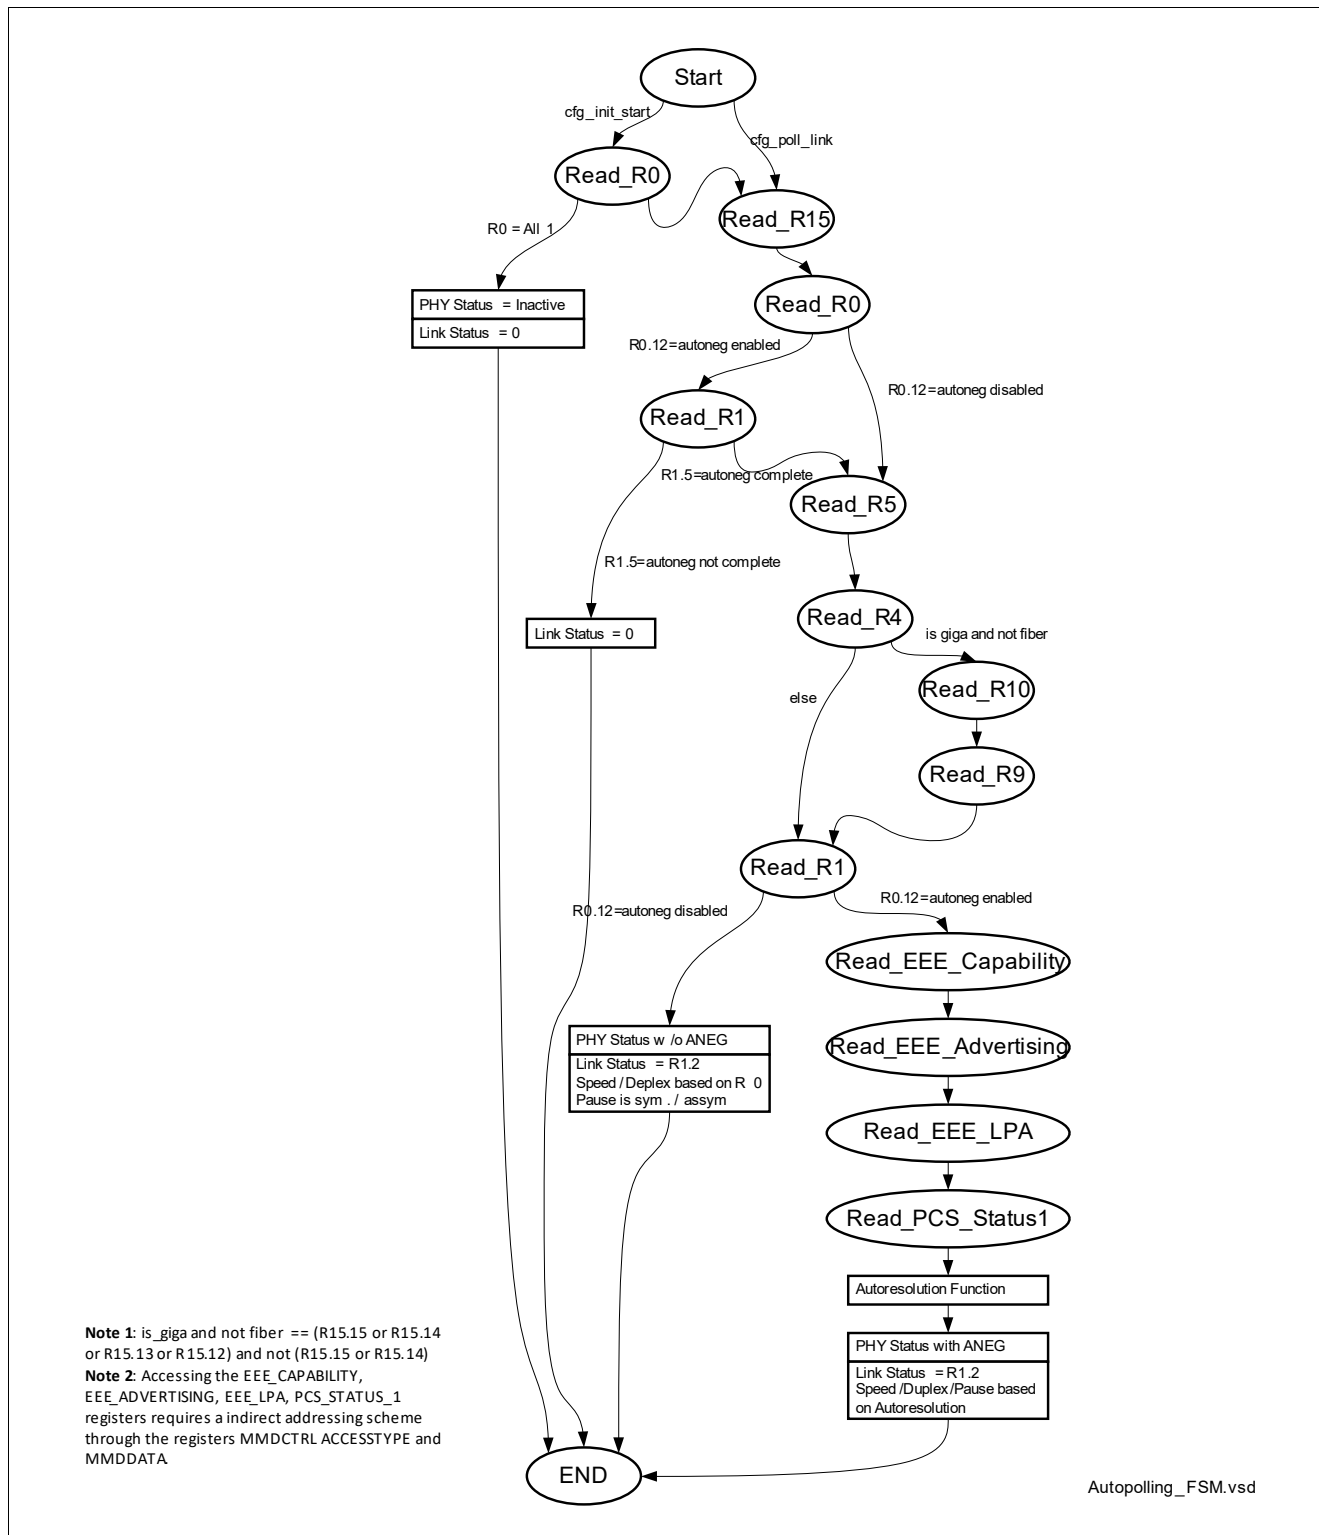 Start
cfg_init_start
cfg_poll_link
Read_R0
Read_R15
R0 = All 1
PHY Status = Inactive
Link Status = 0
Read_R0
R0.12=autoneg enabled
R0.12=autoneg disabled
Read_R1
R1.5=autoneg complete
Read_R5
R1.5=autoneg not complete
Link Status = 0
Read_R4
is giga and not fiber
Read_R10
else
Read_R9
Read_R1
R0.12=autoneg disabled
R0.12=autoneg enabled
Read_EEE_Capability
Read_EEE_Advertising
PHY Status w/o ANEG
Link Status = R1.2
Speed/Deplex based on R 0
Pause is sym ./ assym
Read_EEE_LPA
Read_PCS_Status1
Autoresolution Function
PHY Status with ANEG
Link Status =R1.2
Speed/Duplex/Pause based
on Autoresolution
Note 1: is_giga and not fiber == (R15.15 or R15.14
or R15.13 or R15.12) and not (R15.15 or R15.14)
Note 2: Accessing the EEE_CAPABILITY,
EEE_ADVERTISING, EEE_LPA, PCS_STATUS_1
registers requires a indirect addressing scheme
through the registers MMDCTRL ACCESSTYPE and
MMDDATA.
END
Autopolling_FSM.vsd